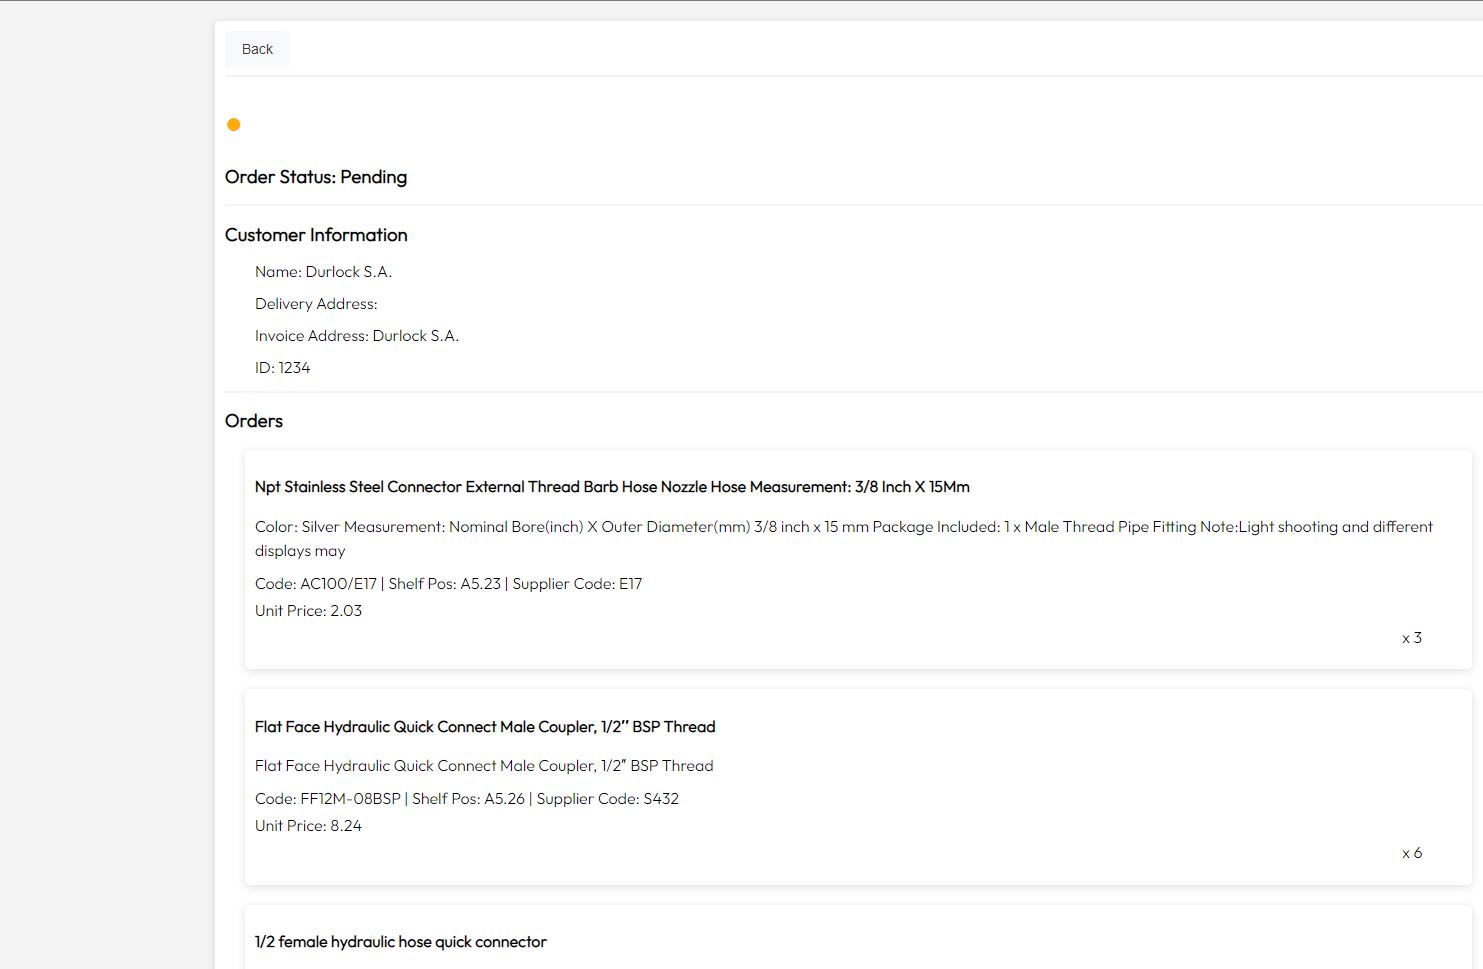 Back
Order Status: Pending
Customer Information
Name: Durlock S.A.
Delivery Address:
Invoice Address: Durlock S.A.
ID: 1234
Orders
Npt Stainless Steel Connector External Thread Barb Hose Nozzle Hose Measurement: 3/8 Inch X 15Mm
Color: Silver Measurement: Nominal Bore(inch) X Outer Diameter(mm) 3/8 inch x 15 mm Package Included: 1 x Male Thread Pipe Fitting Note:Light shooting and different
displays may
Code: AC100/E17 | Shelf Pos: A5.23 | Supplier Code: E17
Unit Price: 2.03
x 3
Flat Face Hydraulic Quick Connect Male Coupler, 1/2″ BSP Thread
Flat Face Hydraulic Quick Connect Male Coupler, 1/2″ BSP Thread
Code: FF12M-08BSP | Shelf Pos: A5.26 | Supplier Code: S432
Unit Price: 8.24
x 6
1/2 female hydraulic hose quick connector